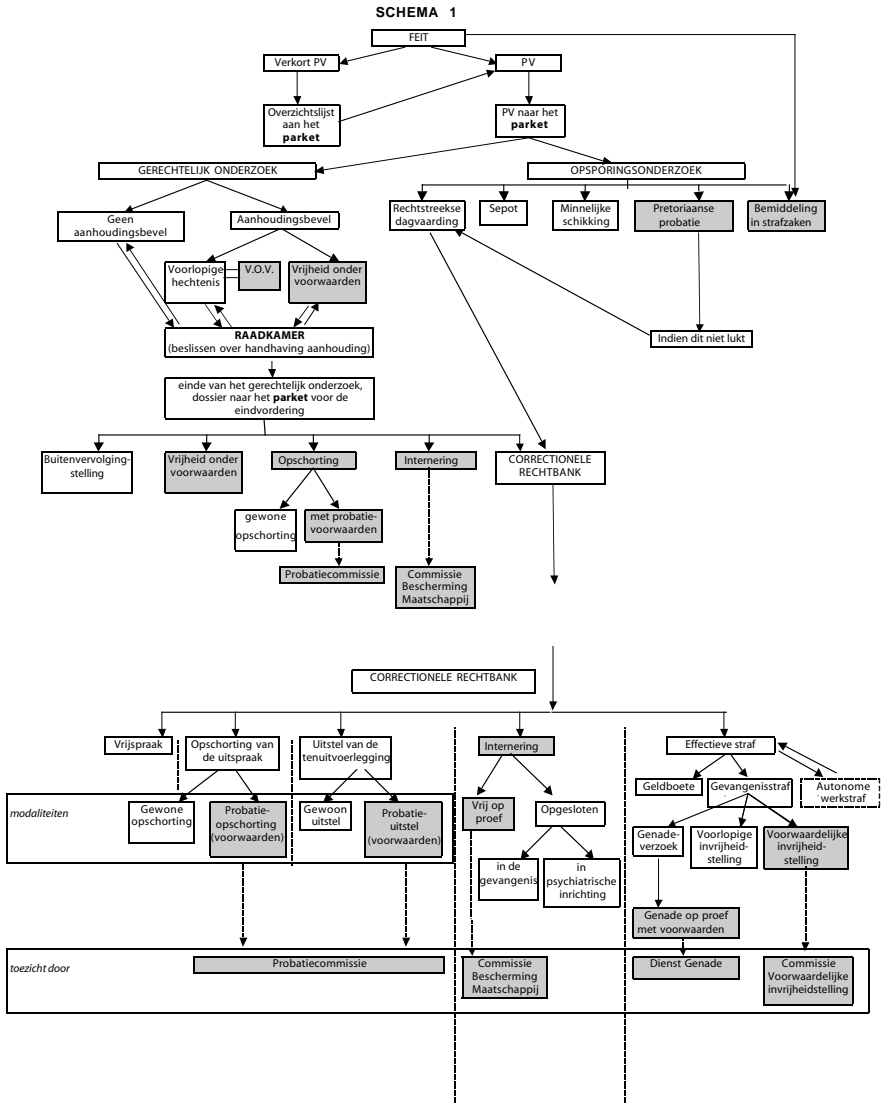 SCHEMA 1
FEIT
Verkort PV
PV
Overzichtslijst
aan het
parket
PV naar het
parket
GERECHTELIJK ONDERZOEK
OPSPORINGSONDERZOEK
Geen
aanhoudingsbevel
Aanhoudingsbevel
Rechtstreekse
dagvaarding
Sepot
Minnelijke
schikking
Pretoriaanse
probatie
Bemiddeling
in strafzaken
Voorlopige
hechtenis
V.O.V.
Vrijheid onder
voorwaarden
RAADKAMER
(beslissen over handhaving aanhouding)
Indien dit niet lukt
einde van het gerechtelijk onderzoek,
dossier naar het parket voor de
eindvordering
Buitenvervolging-
stelling
Vrijheid onder
voorwaarden
Opschorting
Internering
CORRECTIONELE
RECHTBANK
gewone
opschorting
met probatie-
voorwaarden
Probatiecommissie
Commissie
Bescherming
Maatschappij
CORRECTIONELE RECHTBANK
Vrijspraak
Opschorting van
de uitspraak
Uitstel van de
tenuitvoerlegging
Internering
Effectieve straf
Geldboete
Gevangenisstraf
Autonome
werkstraf
modaliteiten
Gewone
opschorting
Probatie-
opschorting
(voorwaarden)
Gewoon
uitstel
Probatie-
uitstel
(voorwaarden)
Vrij op
proef
Opgesloten
Genade-
verzoek
Voorlopige
invrijheid-
stelling
Voorwaardelijke
invrijheid-
stelling
in de
gevangenis
in
psychiatrische
inrichting
Genade op proef
met voorwaarden
toezicht door
Probatiecommissie
Commissie
Bescherming
Maatschappij
Dienst Genade
Commissie
Voorwaardelijke
invrijheidstelling